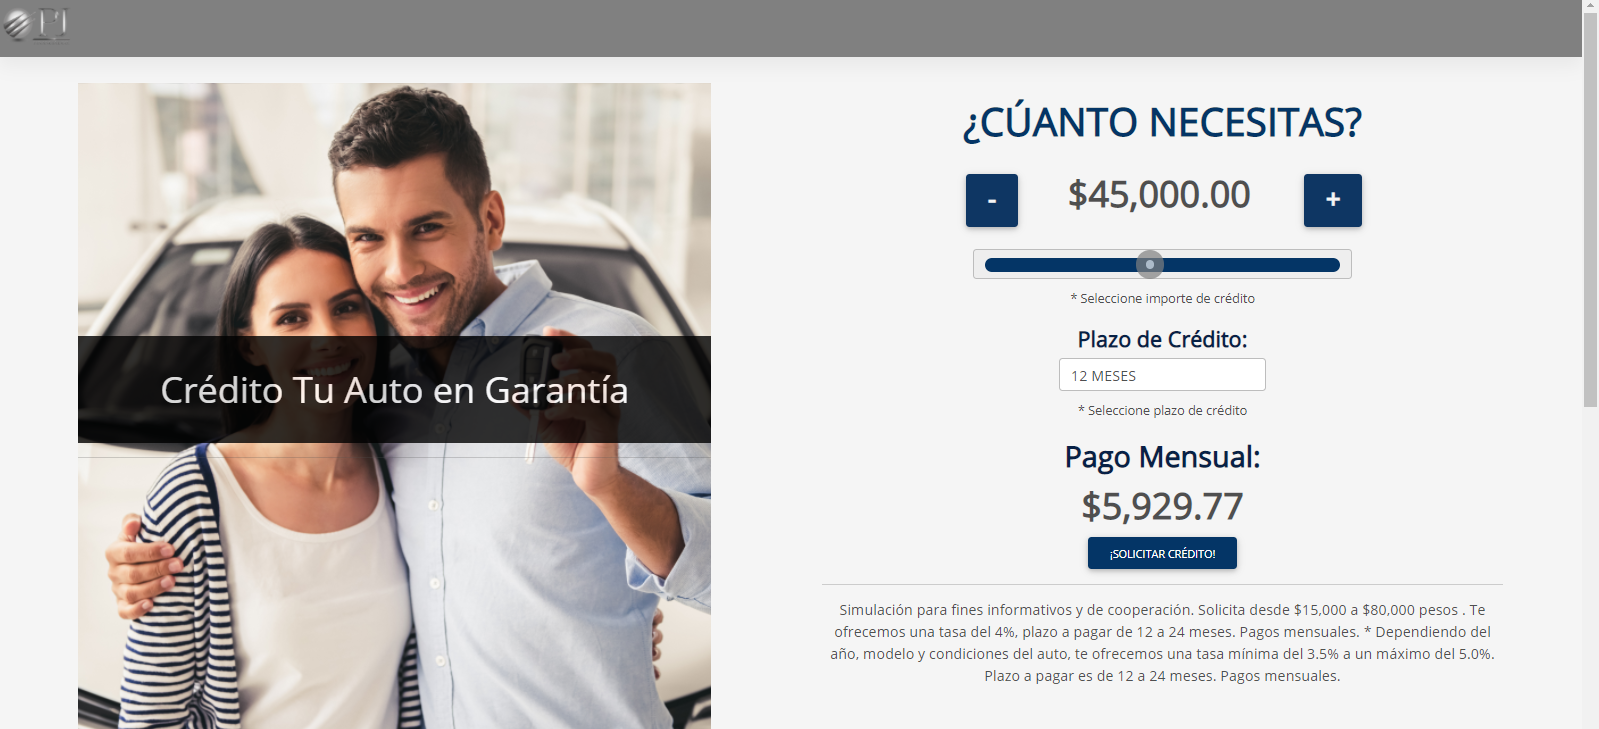 ¿CÚANTO NECESITAS?
-
$45,000.00
+
* Seleccione importe de crédito
Plazo de Crédito:
12 MESES
* Seleccione plazo de crédito
Pago Mensual:
$5,929.77
¡SOLICITAR CRÉDITO!
Simulación para fines informativos y de cooperación. Solicita desde $15,000 a $80,000 pesos . Te
ofrecemos una tasa del 4%, plazo a pagar de 12 a 24 meses. Pagos mensuales. * Dependiendo del
año, modelo y condiciones del auto, te ofrecemos una tasa mínima del 3.5% a un máximo del 5.0%.
Plazo a pagar es de 12 a 24 meses. Pagos mensuales.
Crédito Tu Auto en Garantía